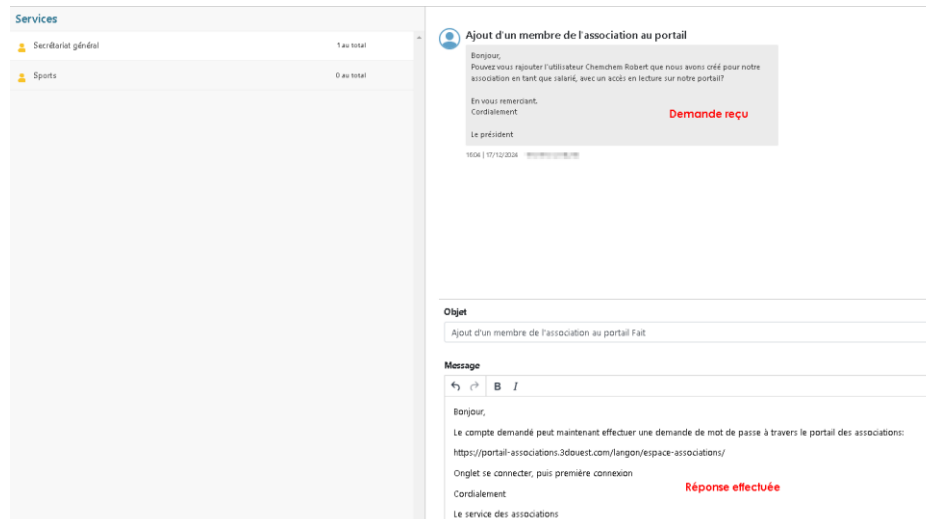 Services
Secrétariat général 1 au total
Sports 0 au total
Ajout d'un membre de l'association au portail
Bonjour,
Pouvez vous rajouter l'utilisateur Chemchem Robert que nous avons créé pour notre
association en tant que salarié, avec un accès en lecture sur notre portail?
En vous remerciant.
Cordialement
Demande reçu
Le président
16:04 | 17/12/2024
Objet
Ajout d'un membre de l'association au portail Fait
Message
B I
Bonjour,
Le compte demandé peut maintenant effectuer une demande de mot de passe à travers le portail des associations:
https://portail-associations.3douest.com/langon/espace-associations/
Onglet se connecter, puis première connexion
Réponse effectuée
Cordialement
Le service des associations